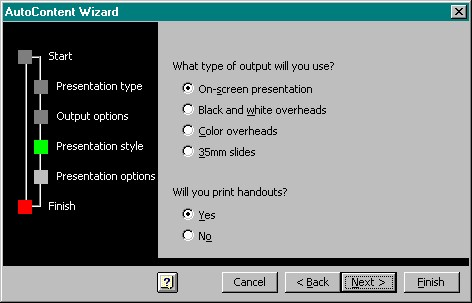 AutoContent Wizard
Start
Presentation type
Output options
Presentation style
Presentation options
Finish
What type of output will you use?
On-screen presentation
Black and white overheads
Color overheads
35mm slides
Will you print handouts?
Yes
No
?
Cancel
< Back
Next >
Finish